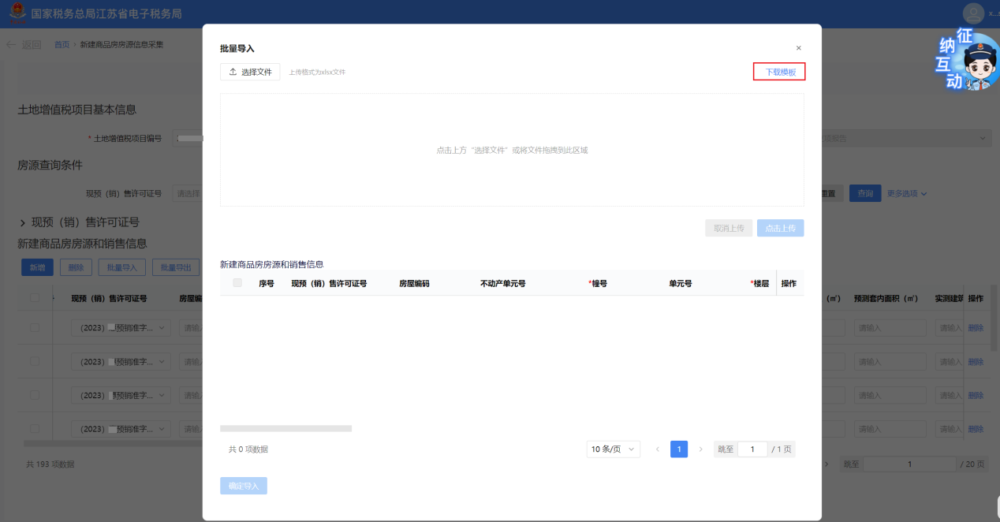 国家税务总局江苏省电子税务局
返回 首页 › 新建商品房房源信息采集
征纳互动
批量导入 ×
选择文件 上传格式为xlsx文件 下载模板
土地增值税项目基本信息
* 土地增值税项目编号
点击上方“选择文件”或将文件拖拽到此区域
房源查询条件
现预（销）售许可证号 请选择 重置 查询 更多选项
现预（销）售许可证号
取消上传 点击上传
新建商品房房源和销售信息
新增 删除 批量导入 批量导出
新建商品房房源和销售信息
序号 现预（销）售许可证号 房屋编码 不动产单元号 *幢号 单元号 *楼层 操作
现预（销）售许可证号 房屋编 （㎡） 预测套内面积（㎡） 实测建筑 操作
（2023） 预销准字... 请输 请输入 请输入 删除
（2023） 预销准字... 请输 请输入 请输入 删除
（2023） 预销准字... 请输 请输入 请输入 删除
（2023） 预销准字... 请输 请输入 请输入 删除
共 0 项数据 10 条/页 1 跳至 1 / 1 页
共 193 项数据 跳至 1 / 20 页
确定导入